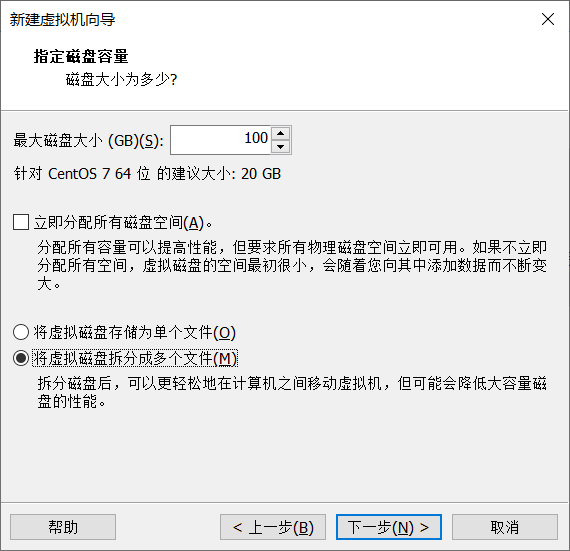 新建虚拟机向导
指定磁盘容量
磁盘大小为多少?
最大磁盘大小 (GB)(S): 100
针对 CentOS 7 64 位 的建议大小: 20 GB
立即分配所有磁盘空间(A)。
分配所有容量可以提高性能，但要求所有物理磁盘空间立即可用。如果不立即
分配所有空间，虚拟磁盘的空间最初很小，会随着您向其中添加数据而不断变
大。
将虚拟磁盘存储为单个文件(O)
将虚拟磁盘拆分成多个文件(M)
拆分磁盘后，可以更轻松地在计算机之间移动虚拟机，但可能会降低大容量磁
盘的性能。
帮助 < 上一步(B) 下一步(N) > 取消